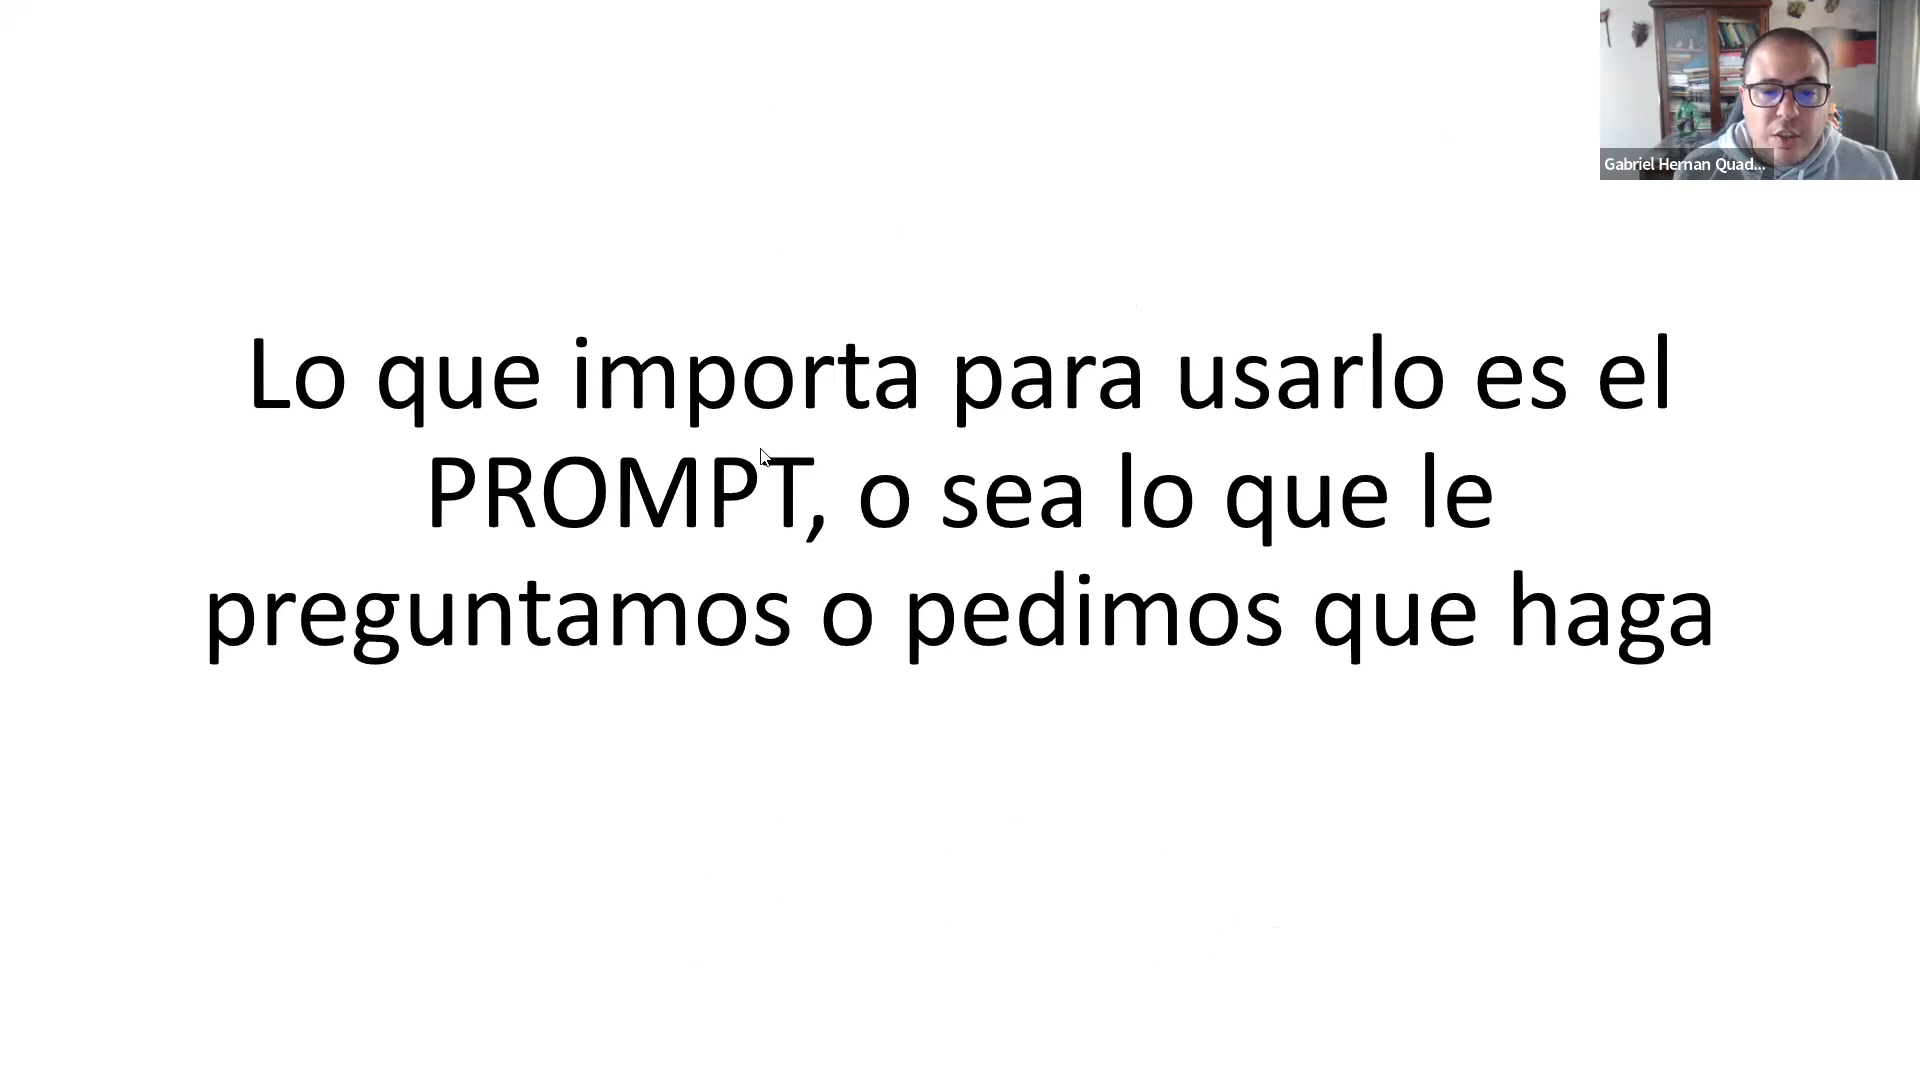 Gabriel Hernan Quad...
Lo que importa para usarlo es el
PROMPT, o sea lo que le
preguntamos o pedimos que haga